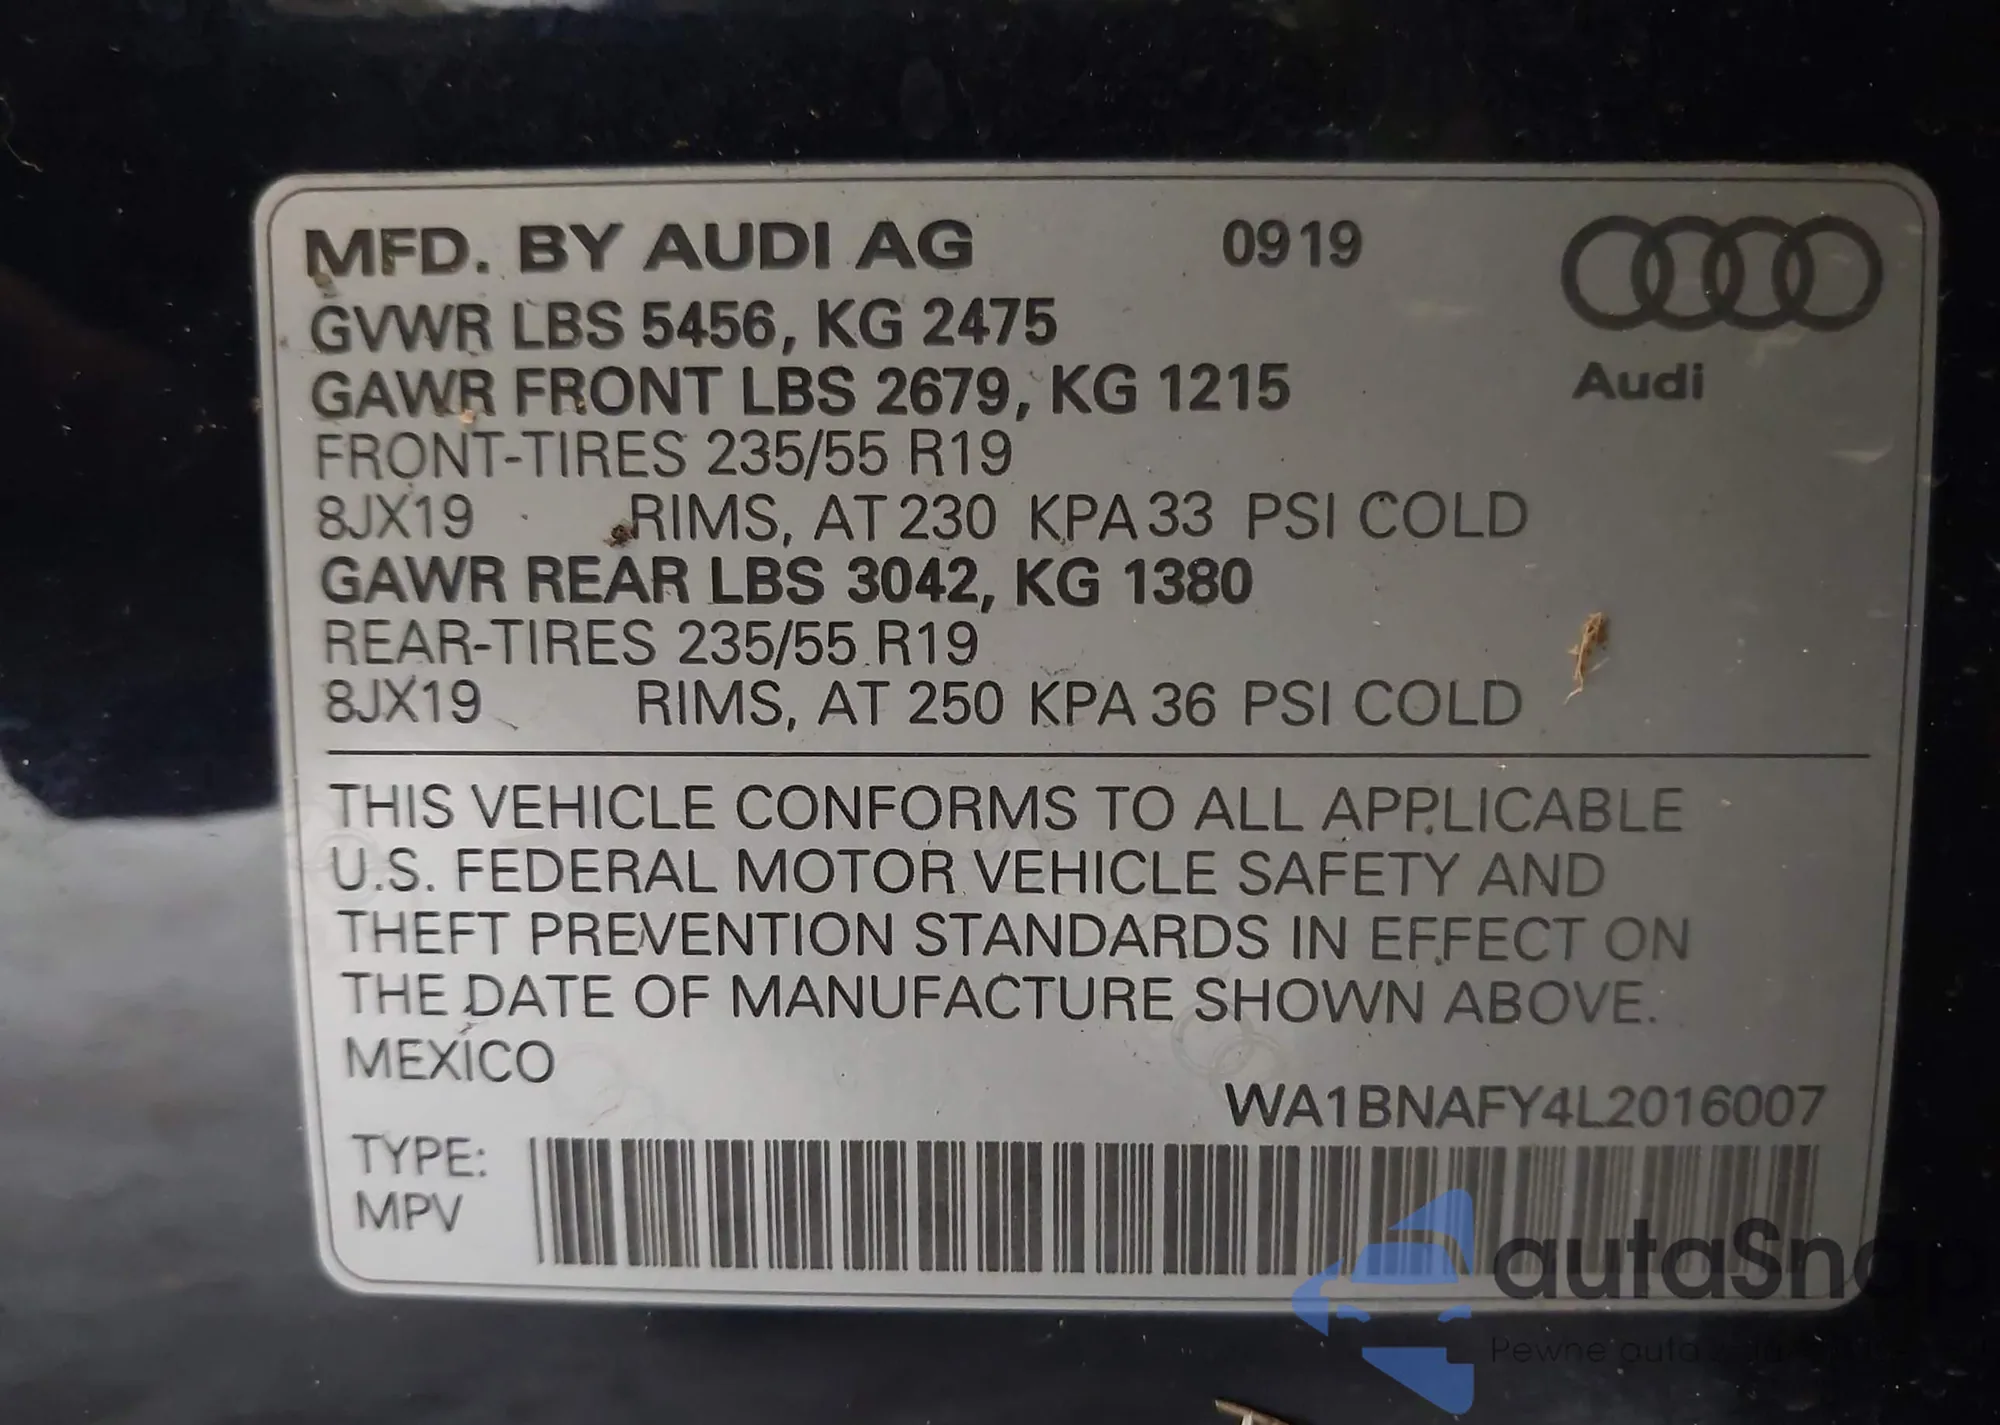 MFD. BY AUDI AG 0919
GVWR LBS 5456, KG 2475
GAWR FRONT LBS 2679, KG 1215
Audi
FRONT-TIRES 235/55 R19
8JX19 RIMS, AT 230 KPA 33 PSI COLD
GAWR REAR LBS 3042, KG 1380
REAR-TIRES 235/55 R19
8JX19 RIMS, AT 250 KPA 36 PSI COLD
THIS VEHICLE CONFORMS TO ALL APPLICABLE
U.S. FEDERAL MOTOR VEHICLE SAFETY AND
THEFT PREVENTION STANDARDS IN EFFECT ON
THE DATE OF MANUFACTURE SHOWN ABOVE.
MEXICO
WA1BNAFY4L2016007
TYPE:
MPV
autaSna
Pewne auto